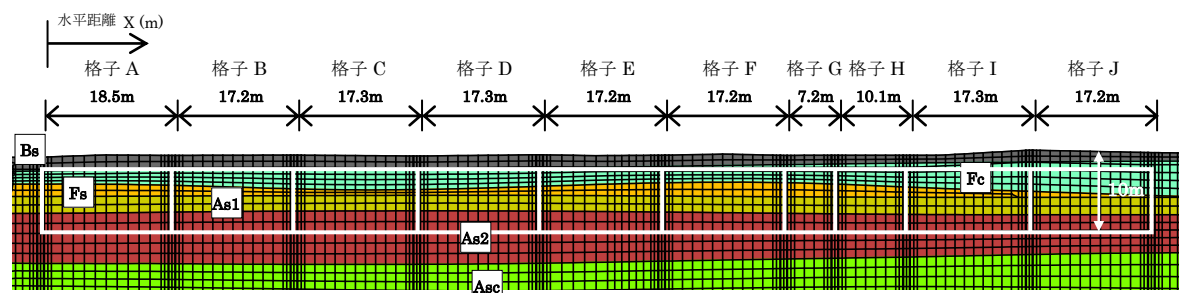 水平距離 X (m)
格子 A 格子 B 格子 C 格子 D 格子 E 格子 F 格子 G 格子 H 格子 I 格子 J
18.5m 17.2m 17.3m 17.3m 17.2m 17.2m 7.2m 10.1m 17.3m 17.2m
Bs
Fc
Fs
10m
As1
As2
Asc